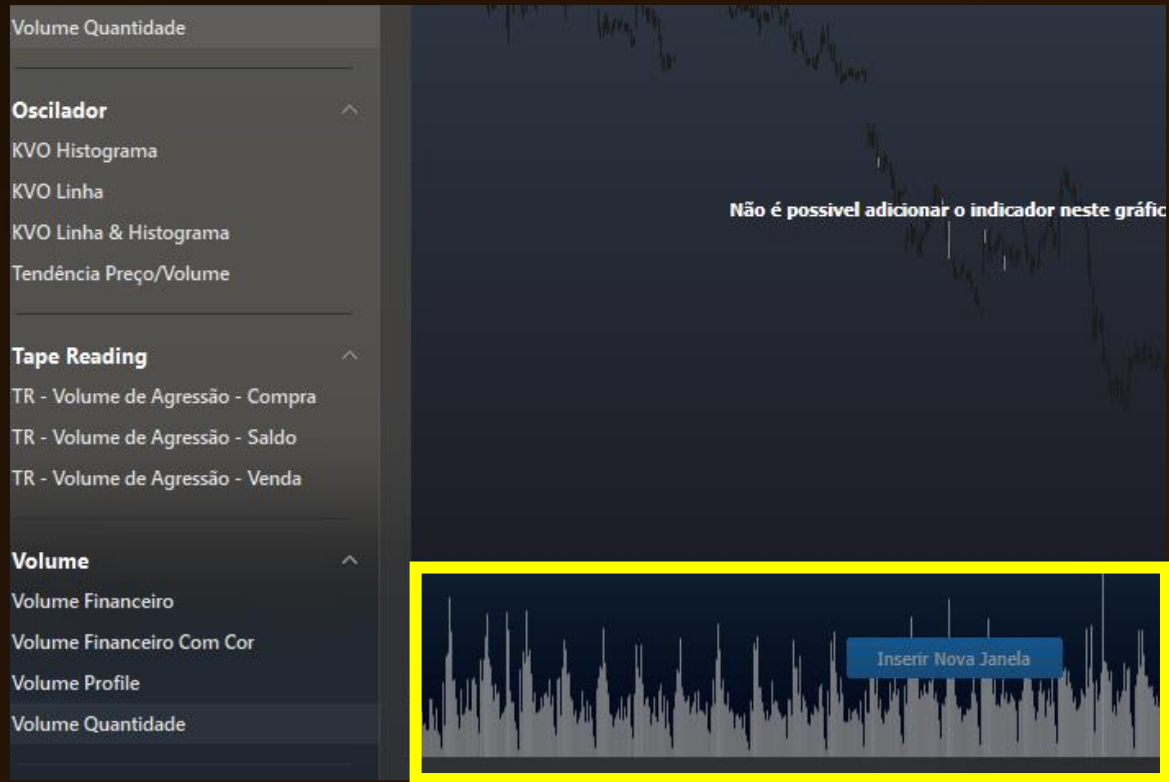 Volume Quantidade
Oscilador
KVO Histograma
KVO Linha
KVO Linha & Histograma
Tendência Preço/Volume
Tape Reading
TR - Volume de Agressão - Compra
TR - Volume de Agressão - Saldo
TR - Volume de Agressão - Venda
Volume
Volume Financeiro
Volume Financeiro Com Cor
Volume Profile
Volume Quantidade
Não é possivel adicionar o indicador neste gráfic
Inserir Nova Janela